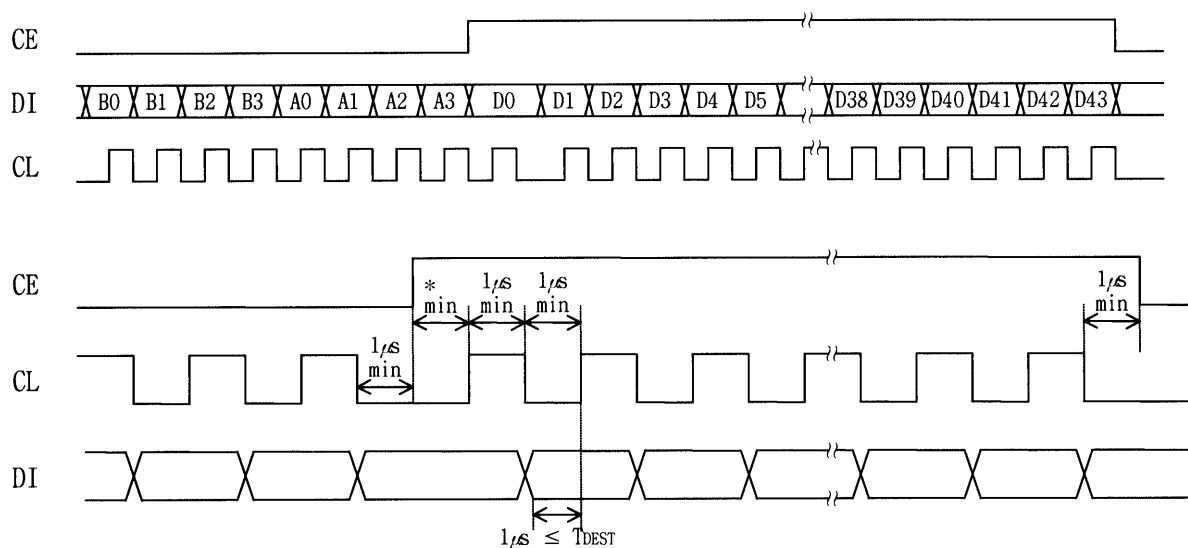 CE
DI B0 B1 B2 B3 A0 A1 A2 A3 D0 D1 D2 D3 D4 D5 D38 D39 D40 D41 D42 D43
CL
CE
* min
1μs min
1μs min
1μs min
CL
1μs min
DI
1μs ≤ TDEST